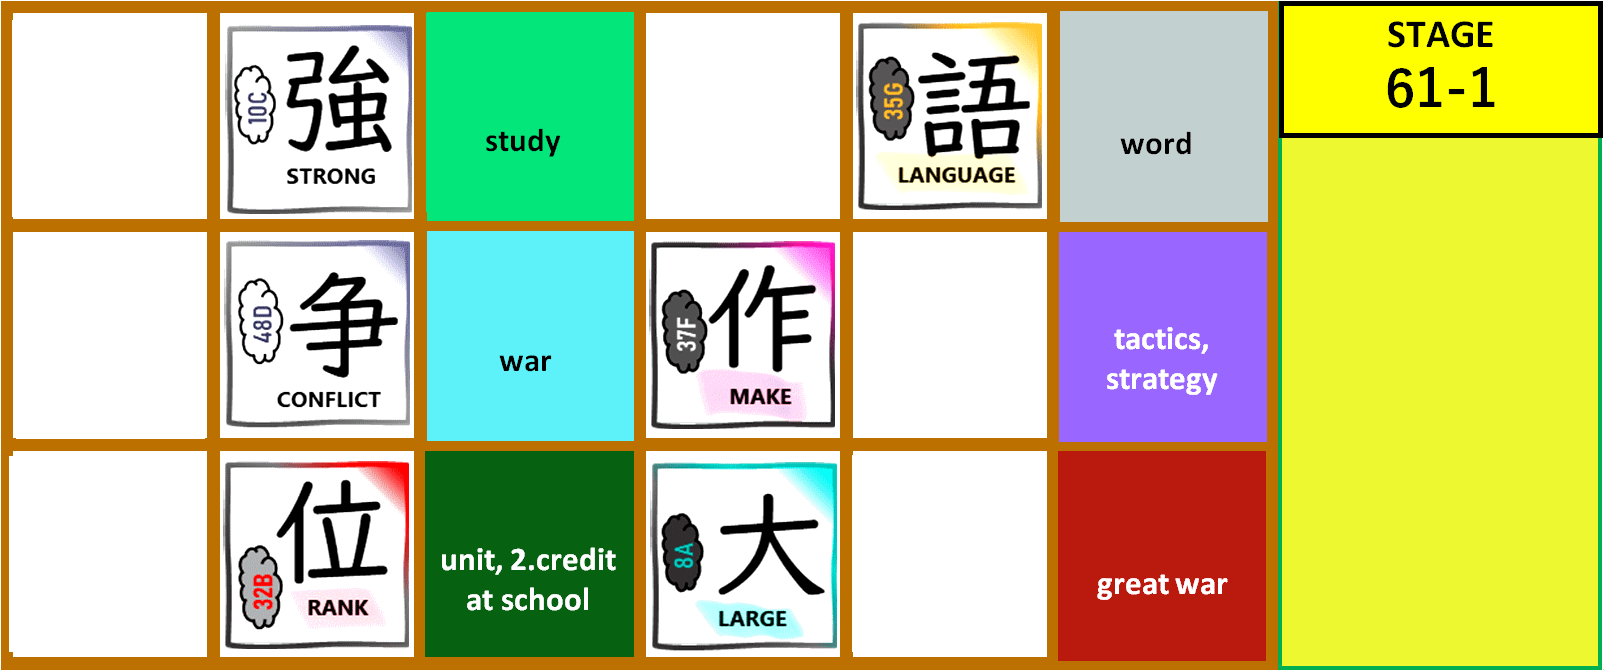 10C
強
STRONG
study
35G
語
LANGUAGE
word
STAGE
61-1
48D
争
CONFLICT
war
37F
作
MAKE
tactics,
strategy
32B
位
RANK
unit, 2.credit
at school
8A
大
LARGE
great war